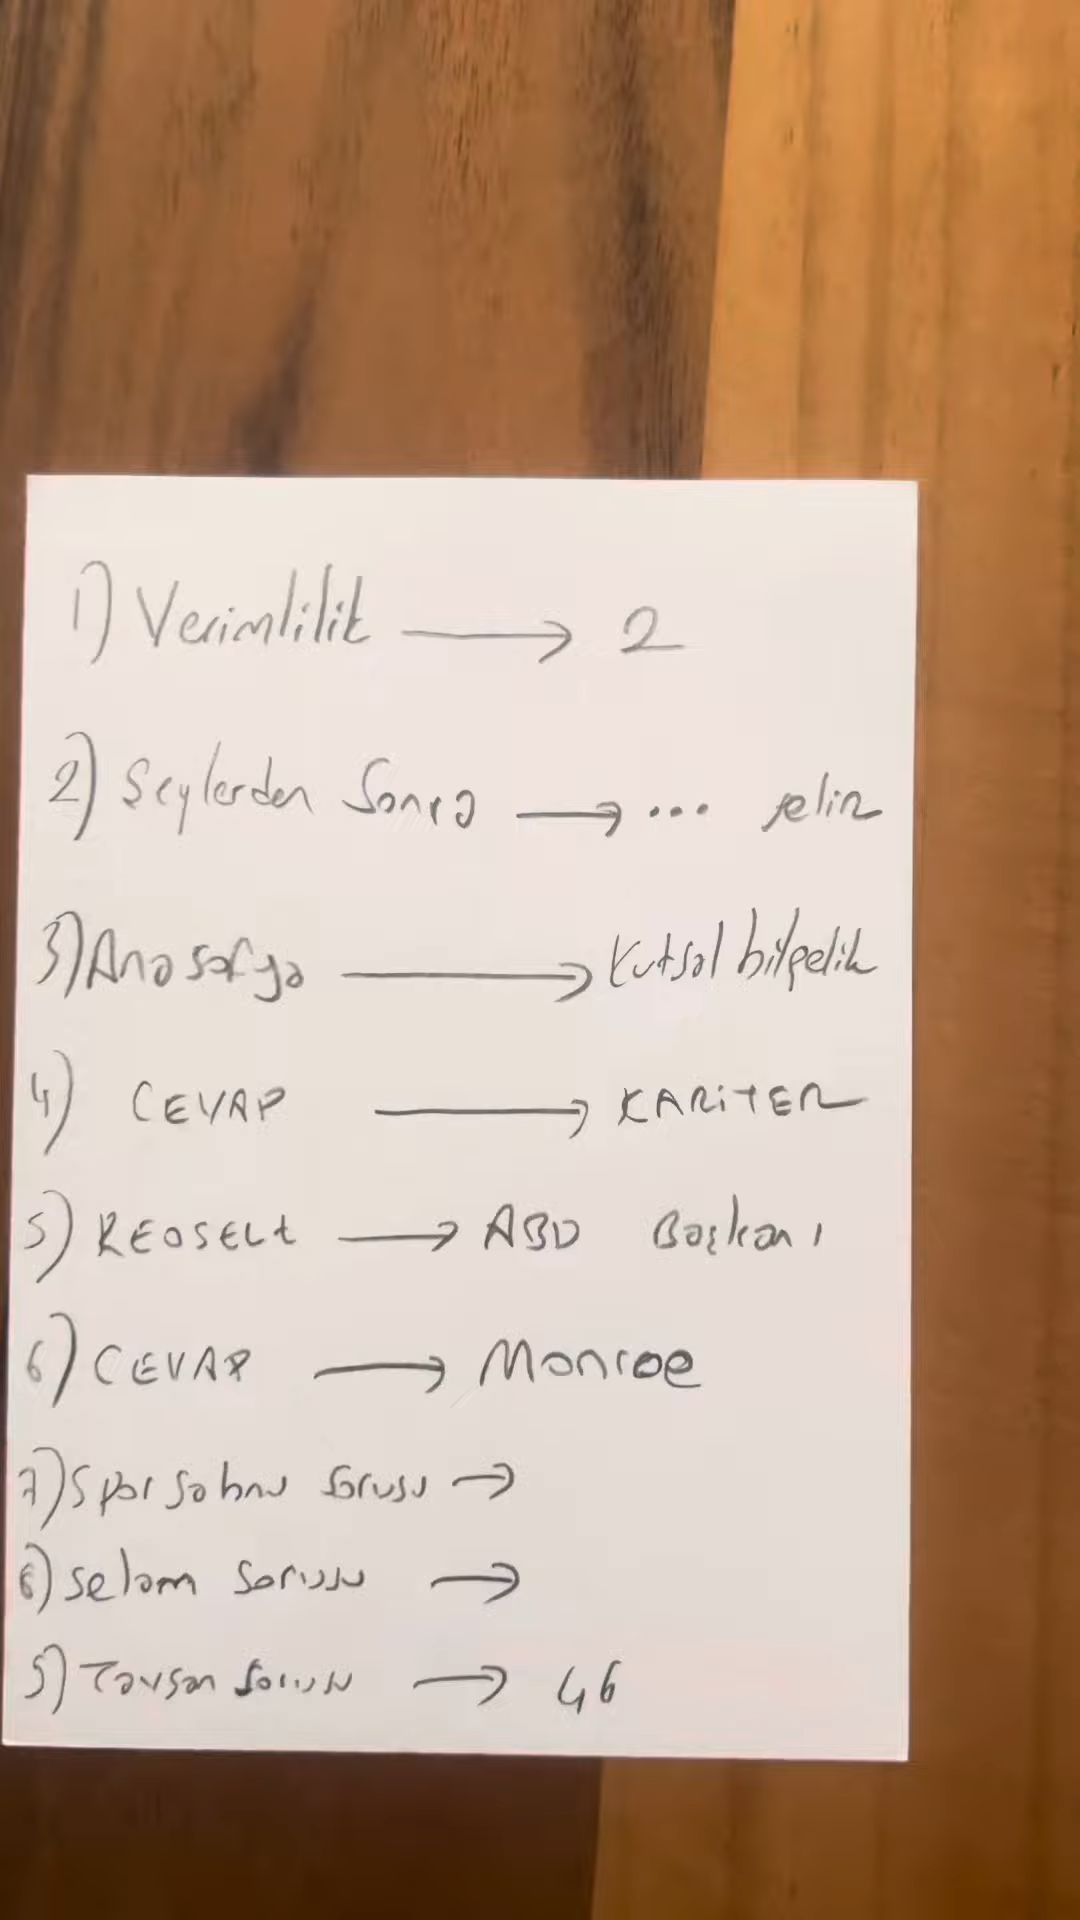 1) Verimlilik → 2
2) Şeylerden Sonra → ... gelir
3) Anasofya → Kutsal bilgelik
4) CEVAP → KARİTER
5) REOSELt → ABD Başkanı
6) CEVAP → Monroe
7) Spor sahası sorusu →
8) selam sorusu →
9) Tavşan sorusu → 46